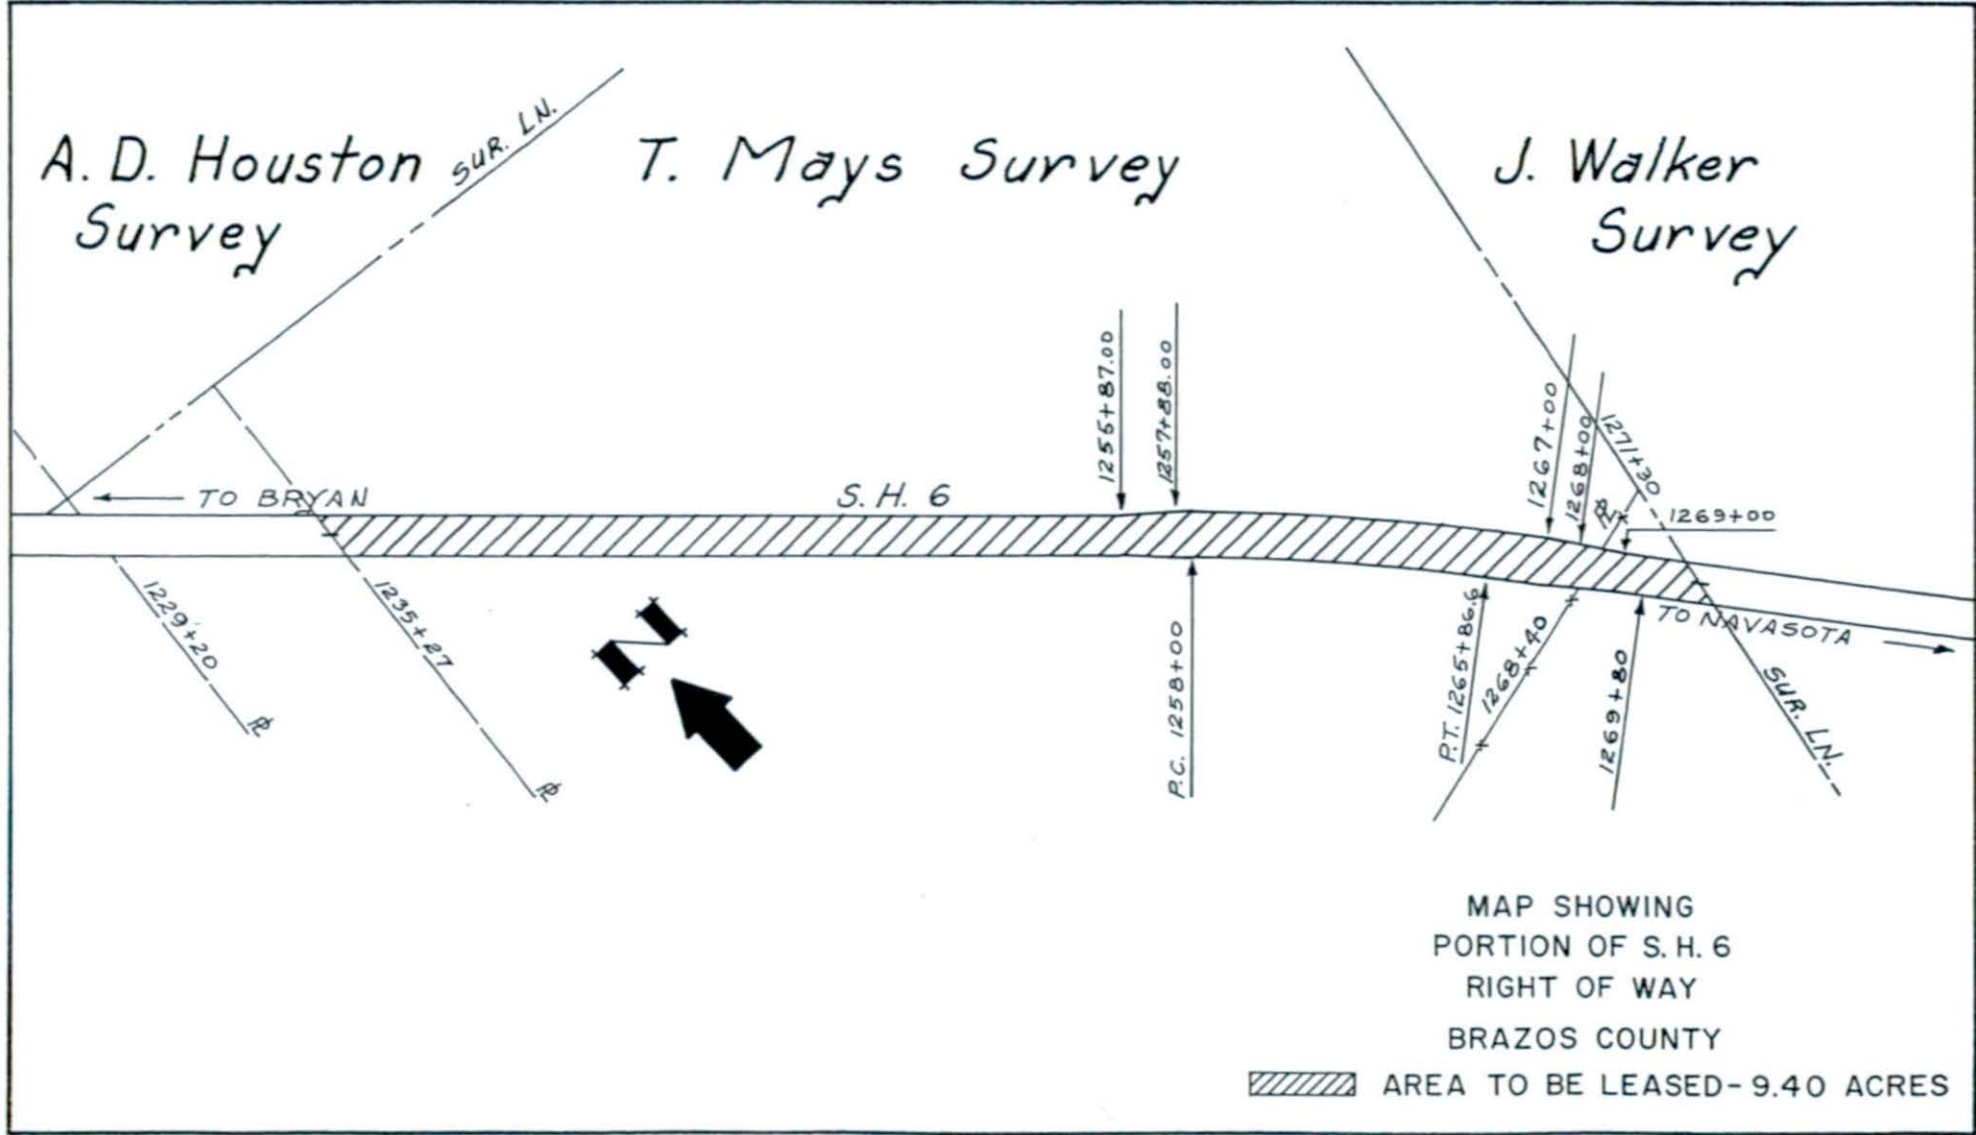 A. D. Houston
Survey
SUR. LN.
T. Mays Survey
J. Walker
Survey
TO BRYAN
S. H. 6
1255+87.00
1257+88.00
1267+00
1268+00
1271+30
PL
1269+00
1229+20
PL
1235+27
PL
N
P.C. 1258+00
P.T. 1265+86.6
1268+40
1269+80
TO NAVASOTA
SUR. LN.
MAP SHOWING
PORTION OF S. H. 6
RIGHT OF WAY
BRAZOS COUNTY
AREA TO BE LEASED-9.40 ACRES